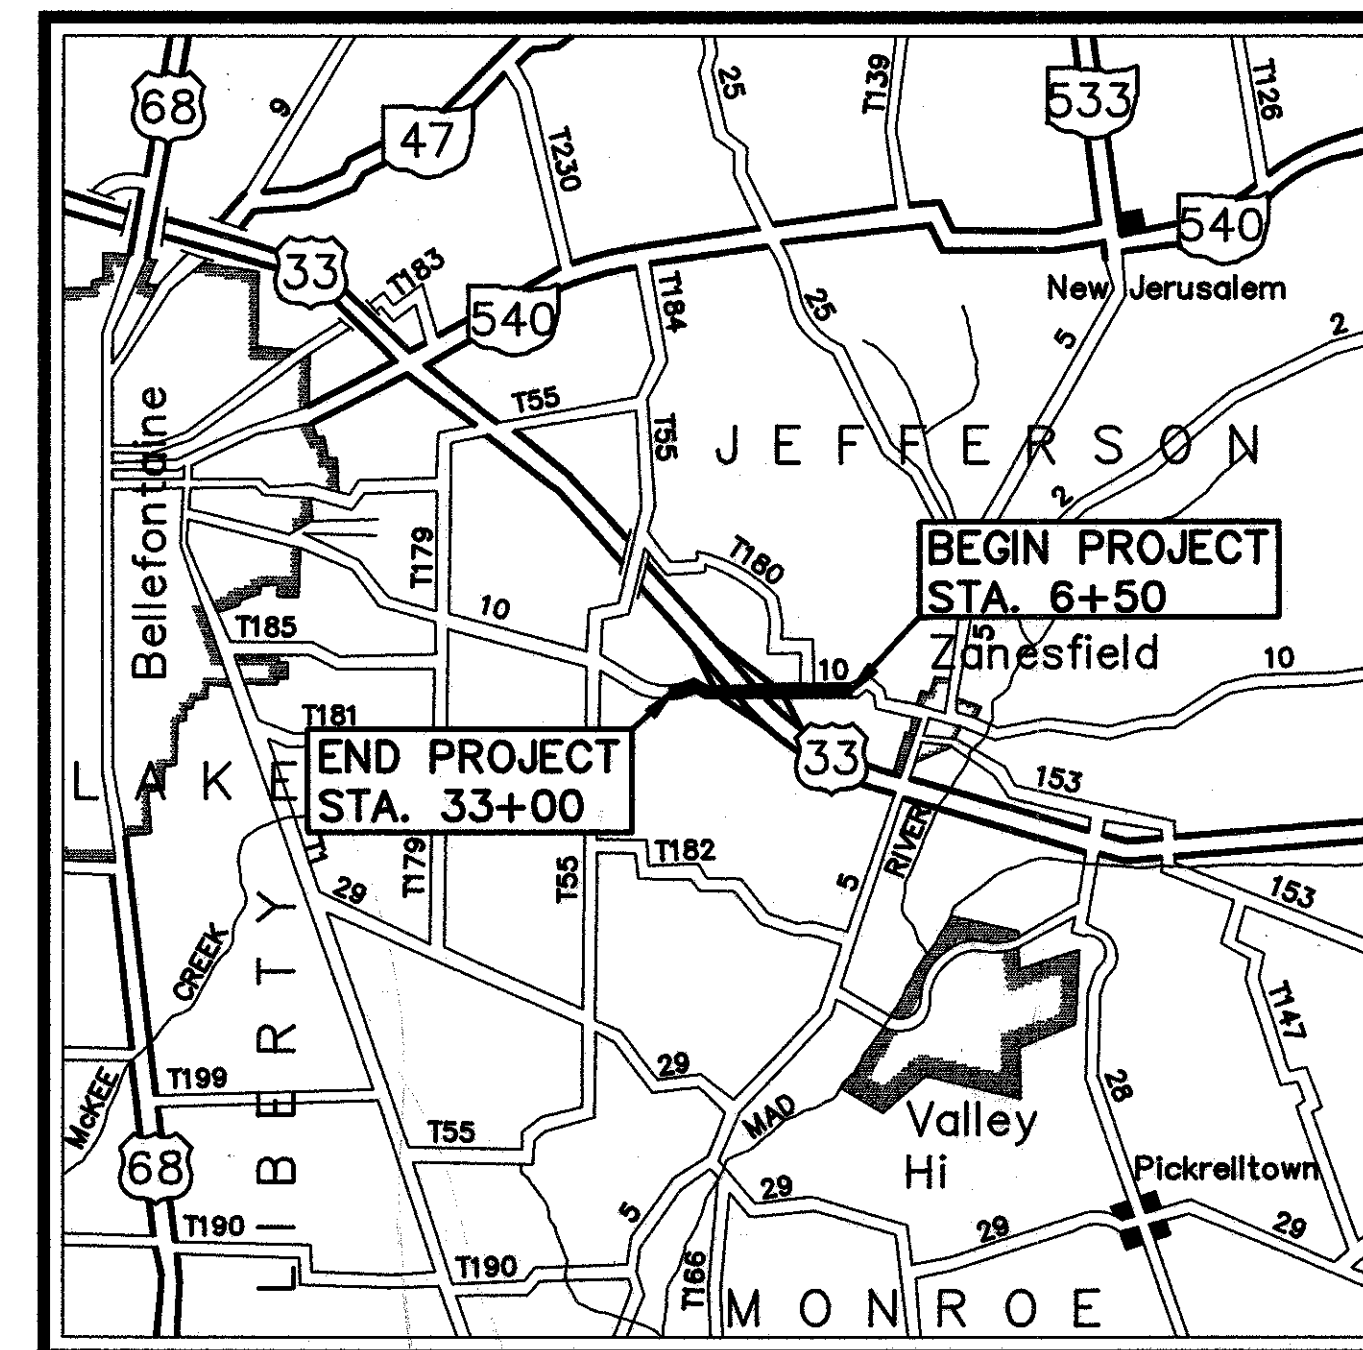 68
9
47
T230
25
T139
533
T126
540
33
T183
540
T184
25
New Jerusalem
5
2
T55
T55
JEFFERSON
2
Bellefontaine
T179
T180
BEGIN PROJECT
STA. 6+50
10
T185
5
Zanesfield
10
10
T181
END PROJECT
STA. 33+00
33
LAKE
153
T1
T179
T55
T182
RIVER
5
29
153
LIBERTY
CREEK
T147
29
T199
28
McKEE
MAD
Valley
Hi
T55
68
Pickrelltown
29
T190
5
29
29
T190
T166
MONROE